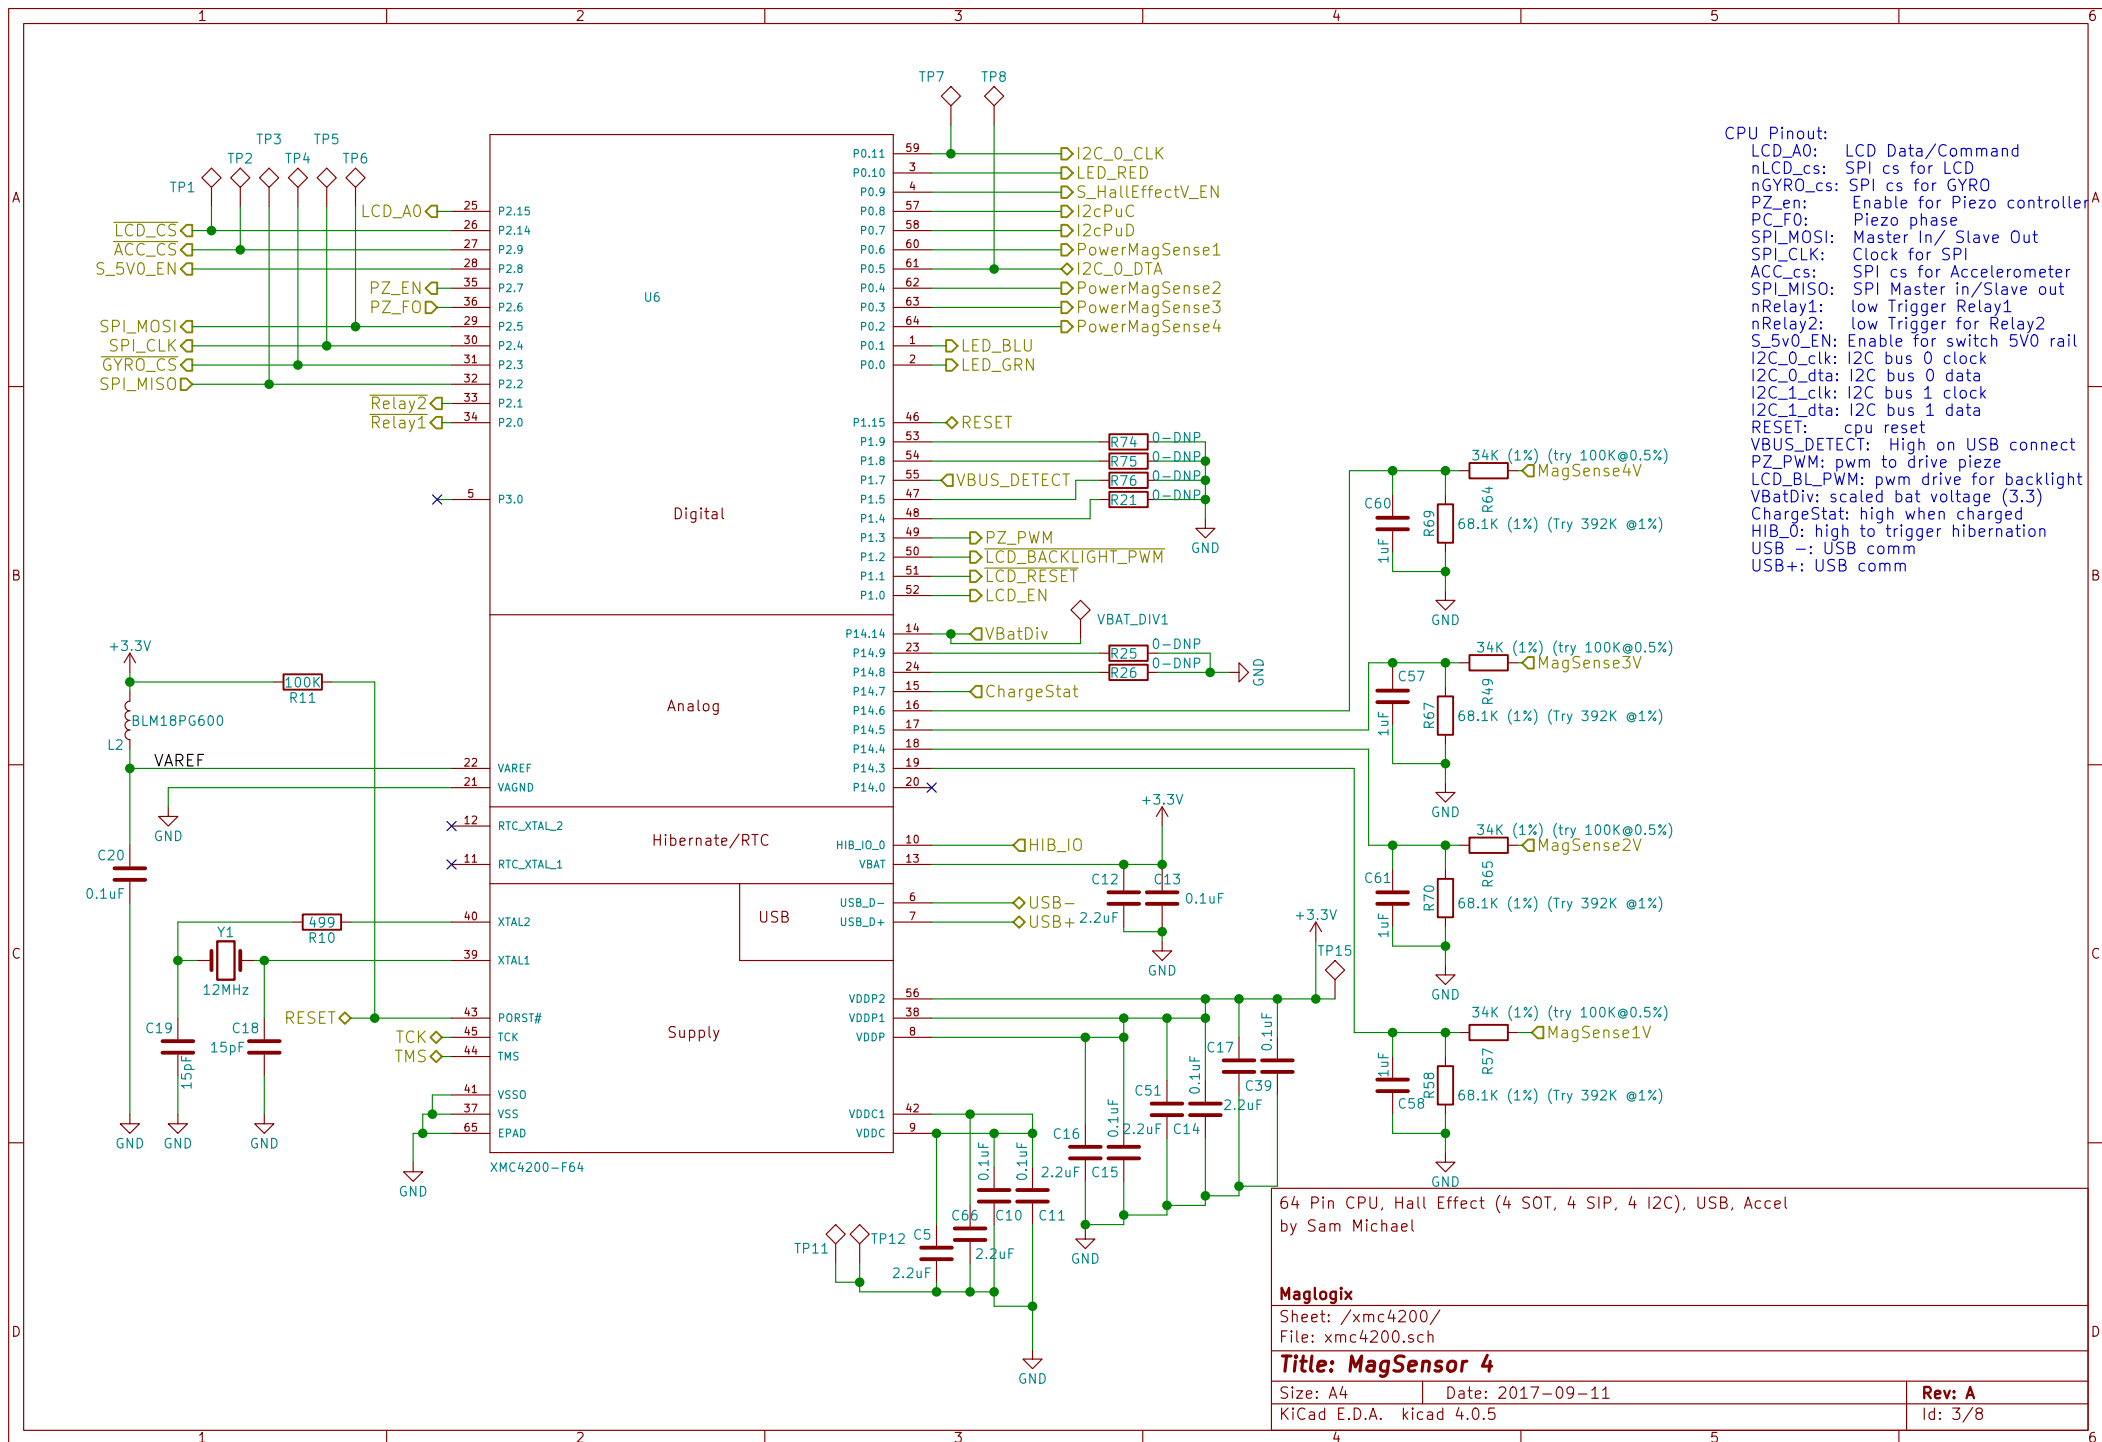 1 2 3 4 5 6
A
B
C
D
TP7 TP8
TP3 TP5
TP2 TP4 TP6
TP1
LCD_A0 25 P2.15
LCD_CS 26 P2.14
ACC_CS 27 P2.9
S_5V0_EN 28 P2.8
PZ_EN 35 P2.7
PZ_FO 36 P2.6
SPI_MOSI 29 P2.5
SPI_CLK 30 P2.4
GYRO_CS 31 P2.3
SPI_MISO 32 P2.2
Relay2 33 P2.1
Relay1 34 P2.0
5 P3.0
U6
Digital
P0.11 59 I2C_0_CLK
P0.10 3 LED_RED
P0.9 4 S_HallEffectV_EN
P0.8 57 I2cPuC
P0.7 58 I2cPuD
P0.6 60 PowerMagSense1
P0.5 61 I2C_0_DTA
P0.4 62 PowerMagSense2
P0.3 63 PowerMagSense3
P0.2 64 PowerMagSense4
P0.1 1 LED_BLU
P0.0 2 LED_GRN
P1.15 46 RESET
P1.9 53 R74 0-DNP
P1.8 54 R75 0-DNP
P1.7 55 VBUS_DETECT R76 0-DNP
P1.5 47 R21 0-DNP
P1.4 48
GND
P1.3 49 PZ_PWM
P1.2 50 LCD_BACKLIGHT_PWM
P1.1 51 LCD_RESET
P1.0 52 LCD_EN
VBAT_DIV1
P14.14 14 VBatDiv
P14.9 23 R25 0-DNP
P14.8 24 R26 0-DNP
GND
P14.7 15 ChargeStat
P14.6 16
P14.5 17
P14.4 18
P14.3 19
P14.0 20
Analog
+3.3V
100K
R11
BLM18PG600
L2
VAREF
22 VAREF
21 VAGND
GND
C20
0.1uF
GND
12 RTC_XTAL_2
11 RTC_XTAL_1
Hibernate/RTC
HIB_IO_0 10 HIB_IO
VBAT 13
+3.3V
C12 C13
2.2uF 0.1uF
GND
USB
USB_D- 6 USB-
USB_D+ 7 USB+
499
R10
40 XTAL2
Y1
12MHz
39 XTAL1
C19
15pF
GND
C18
15pF
GND
RESET 43 PORST#
TCK 45 TCK
TMS 44 TMS
41 VSSO
37 VSS
65 EPAD
GND
Supply
+3.3V
TP15
VDDP2 56
VDDP1 38
VDDP 8
VDDC1 42
VDDC 9
XMC4200-F64
C17 0.1uF
C39
2.2uF
C51 0.1uF
2.2uF C14
C16 0.1uF
2.2uF C15
GND
0.1uF 0.1uF
C66 C10 C11
C5 2.2uF
2.2uF
TP11 TP12
GND
34K (1%) (try 100K@0.5%)
MagSense4V
R64
C60
1uF
R69
68.1K (1%) (Try 392K @1%)
GND
34K (1%) (try 100K@0.5%)
MagSense3V
R49
C57
1uF
R67
68.1K (1%) (Try 392K @1%)
GND
34K (1%) (try 100K@0.5%)
MagSense2V
R65
C61
1uF
R70
68.1K (1%) (Try 392K @1%)
GND
34K (1%) (try 100K@0.5%)
MagSense1V
R57
1uF
C58
R58
68.1K (1%) (Try 392K @1%)
GND
CPU Pinout:
LCD_A0: LCD Data/Command
nLCD_cs: SPI cs for LCD
nGYRO_cs: SPI cs for GYRO
PZ_en: Enable for Piezo controller
PC_F0: Piezo phase
SPI_MOSI: Master In/ Slave Out
SPI_CLK: Clock for SPI
ACC_cs: SPI cs for Accelerometer
SPI_MISO: SPI Master in/Slave out
nRelay1: low Trigger Relay1
nRelay2: low Trigger for Relay2
S_5v0_EN: Enable for switch 5V0 rail
I2C_0_clk: I2C bus 0 clock
I2C_0_dta: I2C bus 0 data
I2C_1_clk: I2C bus 1 clock
I2C_1_dta: I2C bus 1 data
RESET: cpu reset
VBUS_DETECT: High on USB connect
PZ_PWM: pwm to drive pieze
LCD_BL_PWM: pwm drive for backlight
VBatDiv: scaled bat voltage (3.3)
ChargeStat: high when charged
HIB_0: high to trigger hibernation
USB -: USB comm
USB+: USB comm
64 Pin CPU, Hall Effect (4 SOT, 4 SIP, 4 I2C), USB, Accel
by Sam Michael
Maglogix
Sheet: /xmc4200/
File: xmc4200.sch
Title: MagSensor 4
Size: A4 Date: 2017-09-11 Rev: A
KiCad E.D.A. kicad 4.0.5 Id: 3/8
A
B
C
D
1 2 3 4 5 6